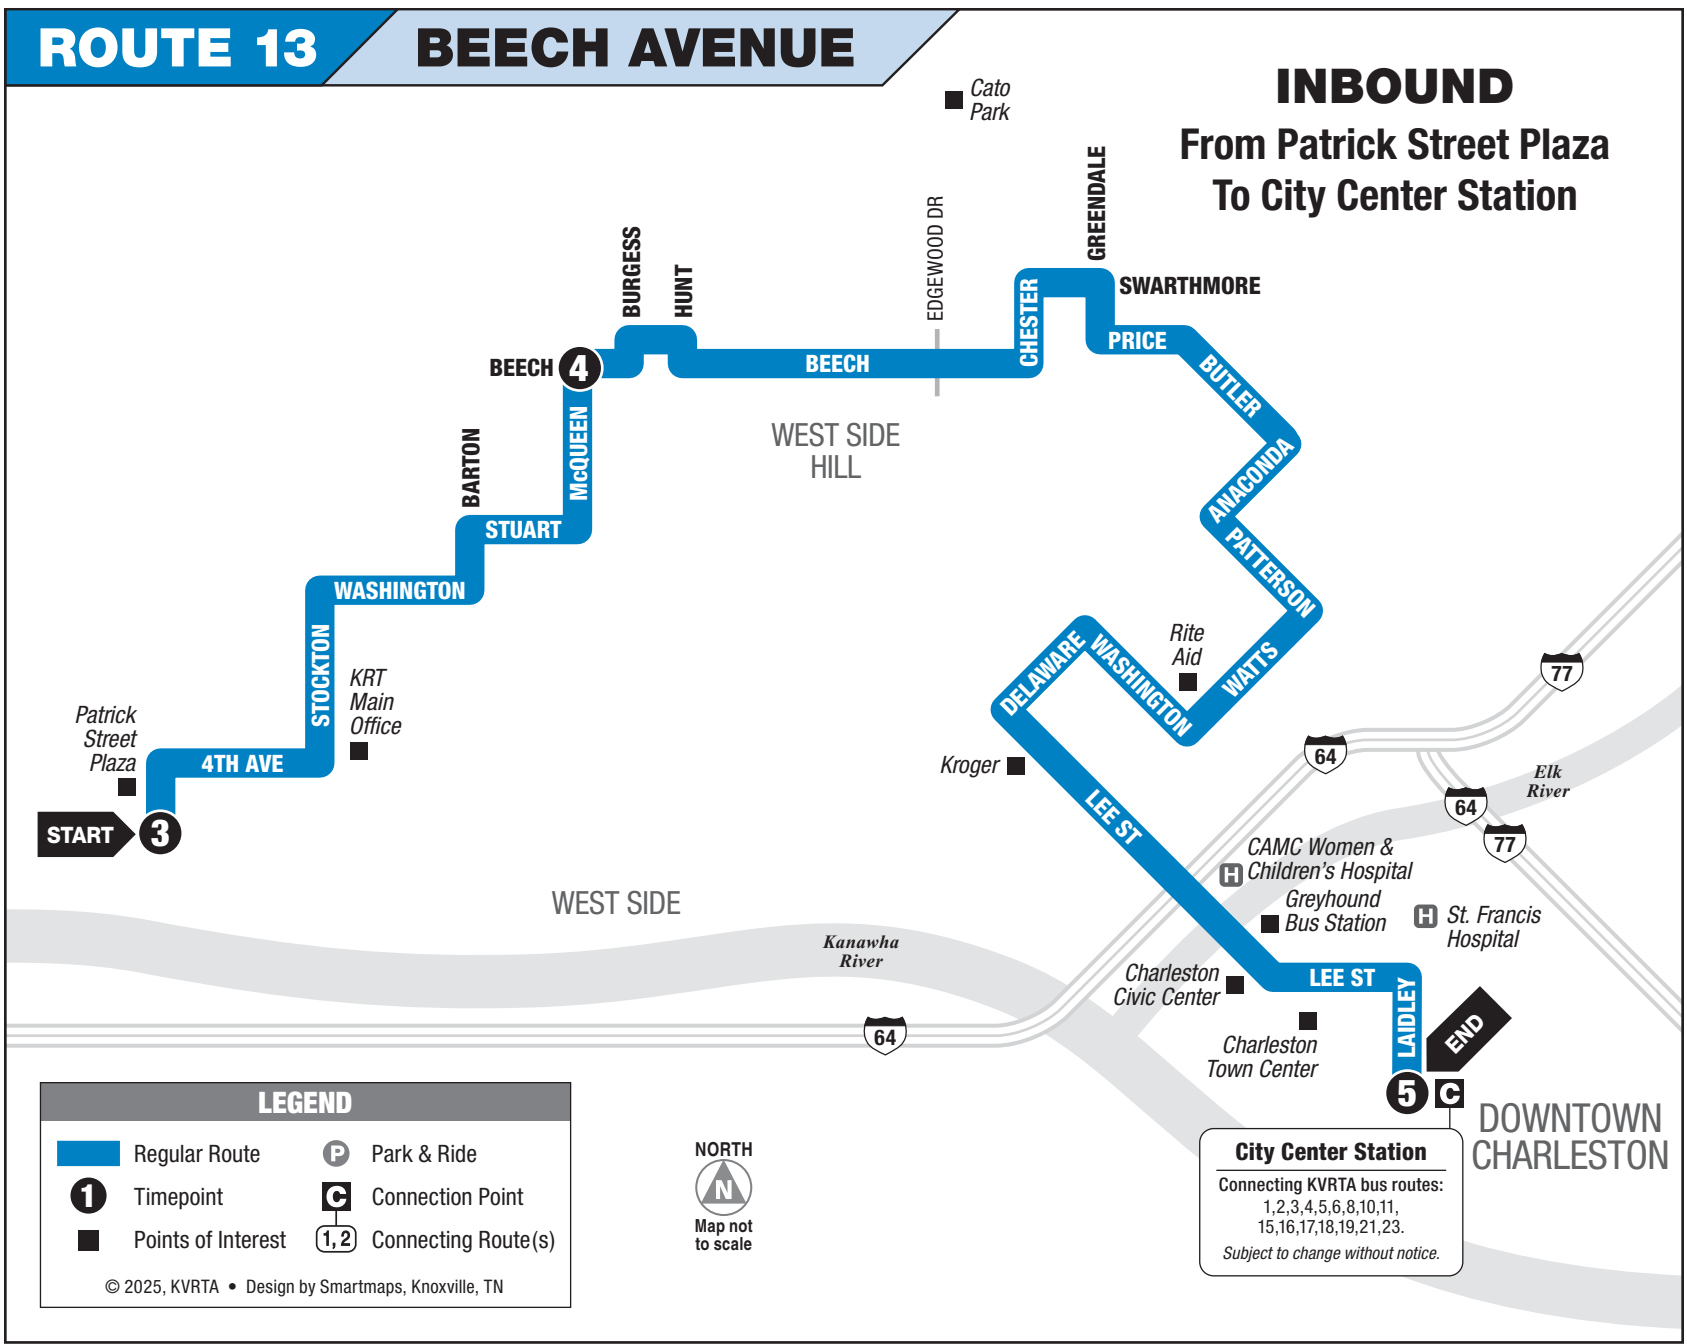 ROUTE 13
BEECH AVENUE
INBOUND
From Patrick Street Plaza
To City Center Station
Cato
Park
GREENDALE
EDGEWOOD DR
BURGESS
HUNT
CHESTER
SWARTHMORE
PRICE
BEECH
4
BEECH
BUTLER
McQUEEN
WEST SIDE
HILL
BARTON
ANACONDA
STUART
PATTERSON
WASHINGTON
STOCKTON
Rite
Aid
DELAWARE
WASHINGTON
WATTS
77
KRT
Main
Office
Patrick
Street
Plaza
4TH AVE
64
Kroger
Elk
River
64
77
START
3
LEE ST
CAMC Women &
H
Children's Hospital
Greyhound
Bus Station
H
St. Francis
Hospital
WEST SIDE
Kanawha
River
Charleston
Civic Center
LEE ST
LAIDLEY
END
64
Charleston
Town Center
5
C
DOWNTOWN
CHARLESTON
City Center Station
Connecting KVRTA bus routes:
1,2,3,4,5,6,8,10,11,
15,16,17,18,19,21,23.
Subject to change without notice.
NORTH
N
Map not
to scale
LEGEND
Regular Route
P
Park & Ride
1
Timepoint
C
Connection Point
Points of Interest
1, 2
Connecting Route(s)
© 2025, KVRTA • Design by Smartmaps, Knoxville, TN